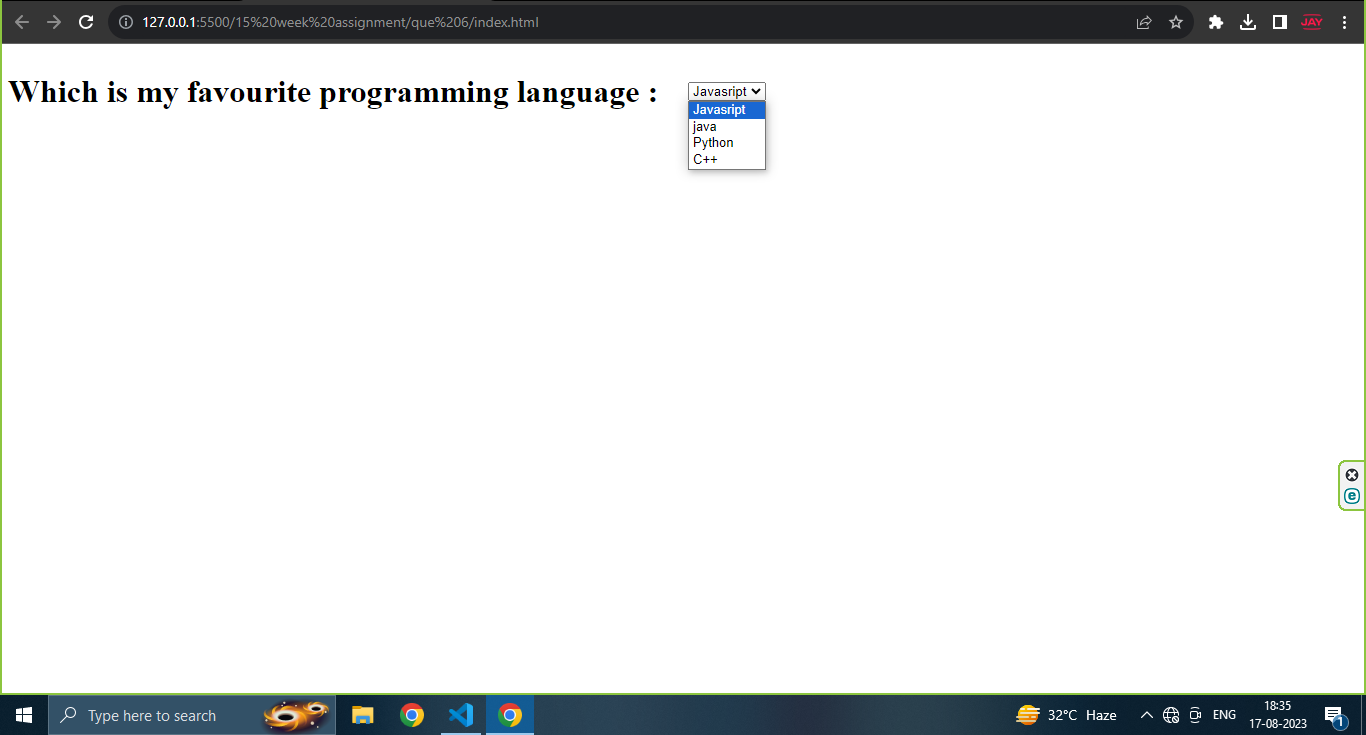 127.0.0.1:5500/15%20week%20assignment/que%206/index.html
JAY
Which is my favourite programming language :
Javasript
Javasript
java
Python
C++
e
Type here to search
32°C Haze
ENG
18:35
17-08-2023
1